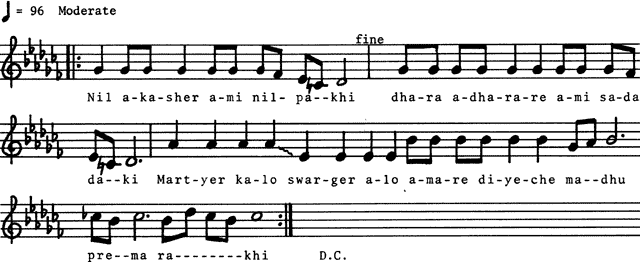 = 96 Moderate
fine
Nil a-ka-sher a-mi nil- pa--khi dha-ra a-dha-ra-re a-mi sa-da
da--ki Mart-yer ka-lo swar-ger a-lo a-ma-re di-ye-che ma--dhu
pre--ma ra--------khi D.C.